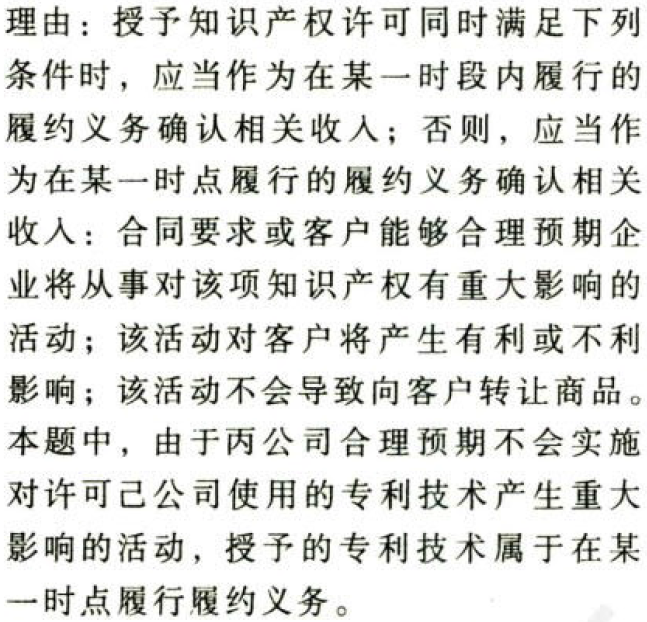 理由：授予知识产权许可同时满足下列
条件时，应当作为在某一时段内履行的
履约义务确认相关收入；否则，应当作
为在某一时点履行的履约义务确认相关
收入：合同要求或客户能够合理预期企
业将从事对该项知识产权有重大影响的
活动；该活动对客户将产生有利或不利
影响；该活动不会导致向客户转让商品。
本题中，由于丙公司合理预期不会实施
对许可己公司使用的专利技术产生重大
影响的活动，授予的专利技术属于在某
一时点履行履约义务。